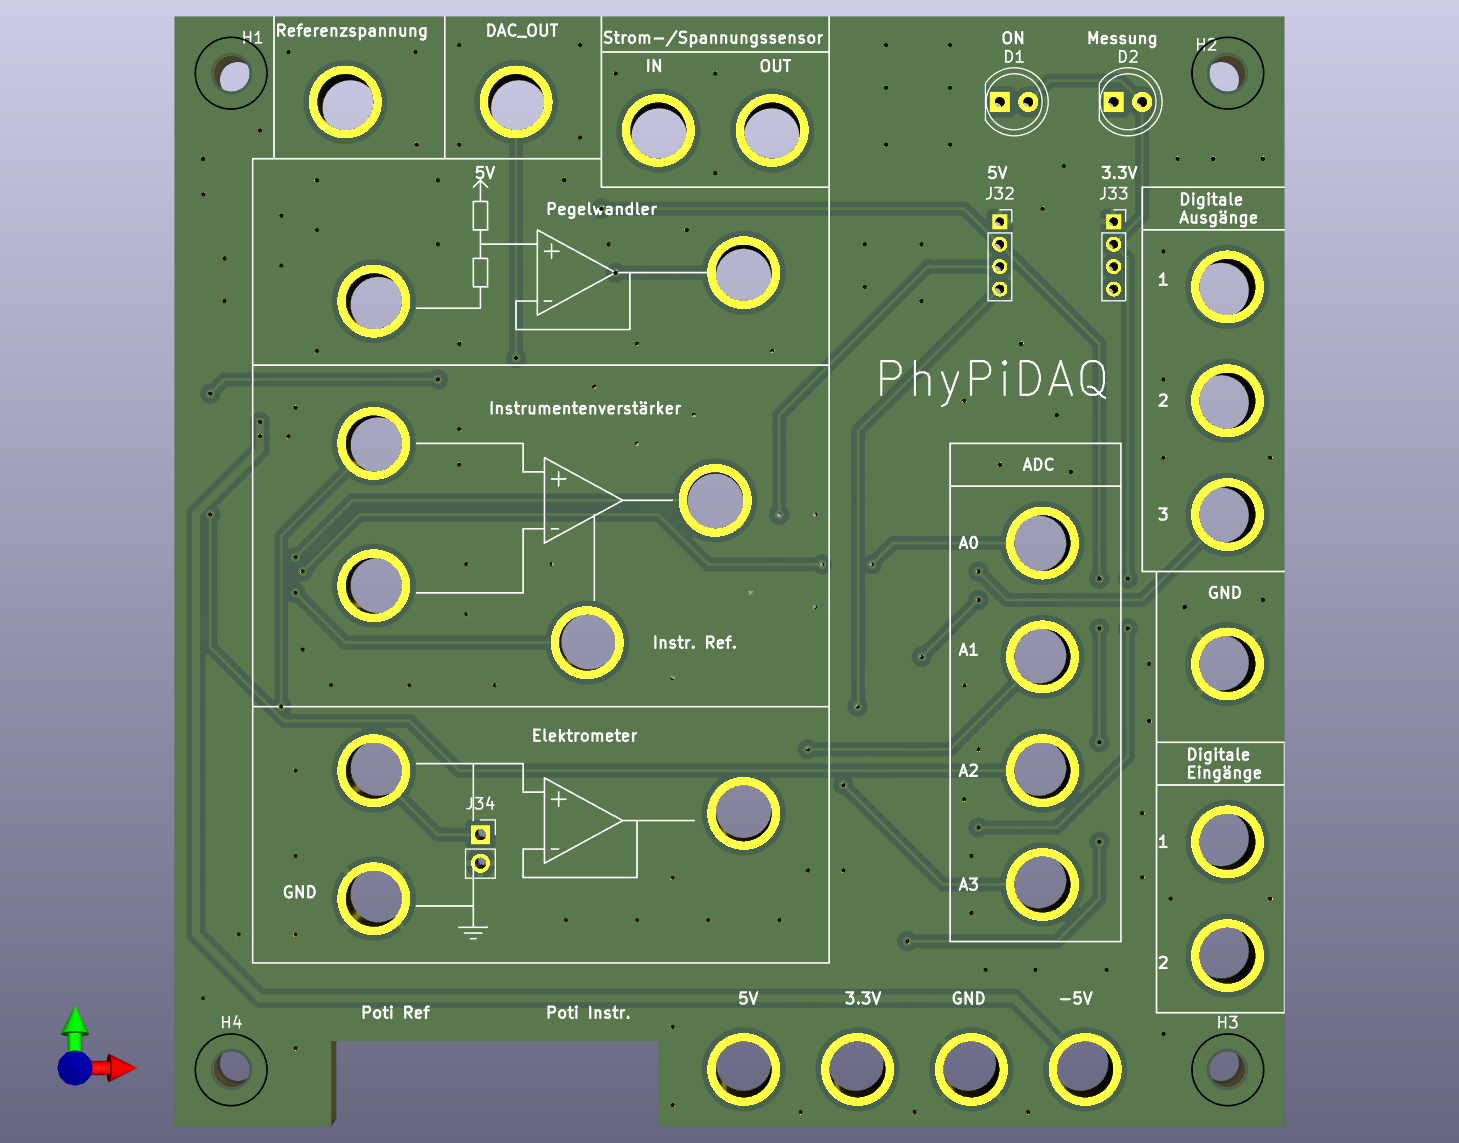 H1
Referenzspannung
DAC_OUT
Strom-/Spannungssensor
IN
OUT
ON
D1
Messung
D2
H2
5V
Pegelwandler
5V
J32
3.3V
J33
Digitale
Ausgänge
1
2
3
PhyPiDAQ
Instrumentenverstärker
Instr. Ref.
ADC
A0
A1
A2
A3
GND
Elektrometer
J34
GND
Digitale
Eingänge
1
2
Poti Ref
Poti Instr.
5V
3.3V
GND
-5V
H4
H3